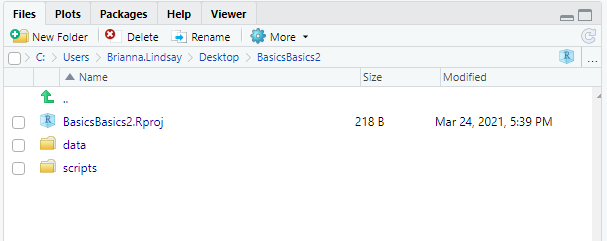 Files Plots Packages Help Viewer
New Folder Delete Rename More
C: Users Brianna.Lindsay Desktop BasicsBasics2 R ...
Name Size Modified
..
R BasicsBasics2.Rproj 218 B Mar 24, 2021, 5:39 PM
data
scripts